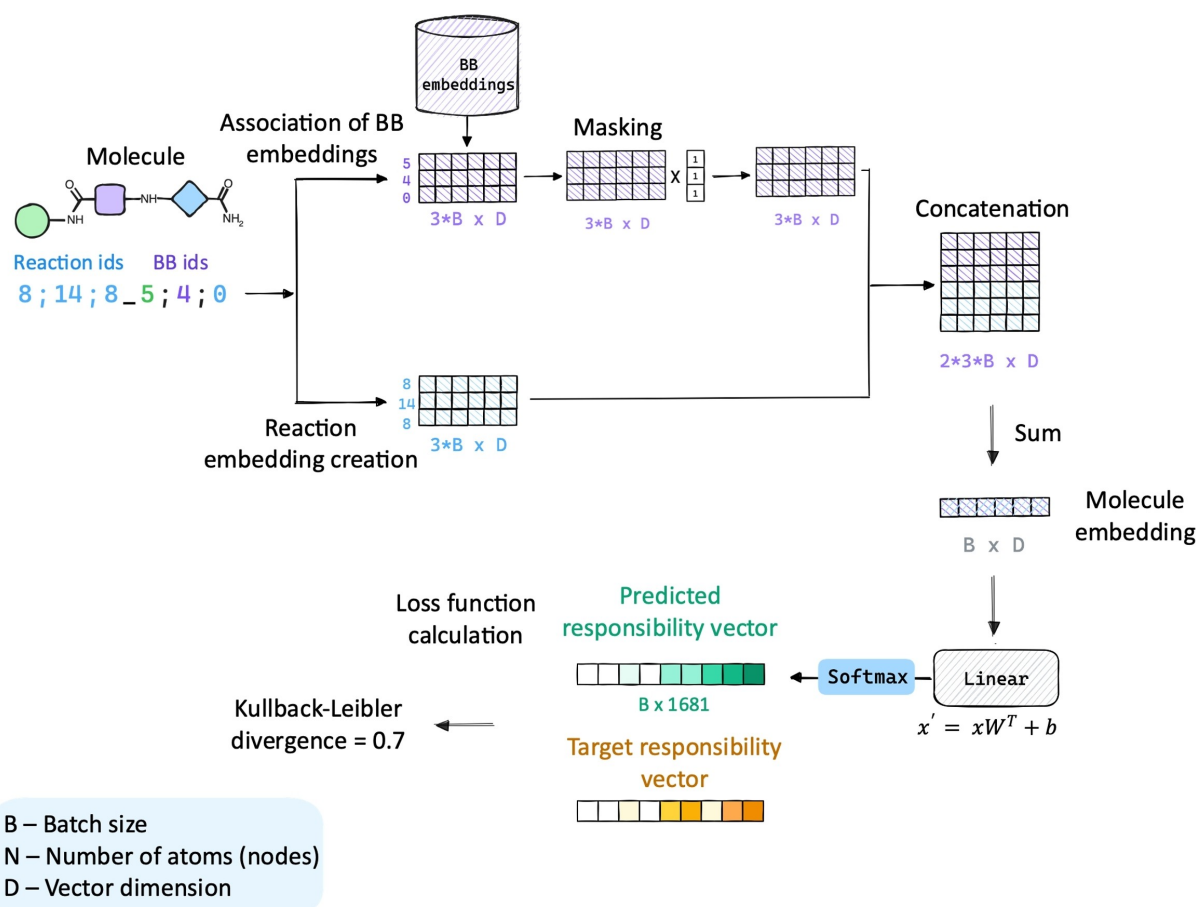 BB
embeddings
Association of BB
embeddings
Masking
Molecule
O
NH
NH
O
NH2
5
4
0
X
1
1
1
3*B x D
3*B x D
3*B x D
Concatenation
Reaction ids BB ids
8;14;8_5;4;0
2*3*B x D
8
14
8
Reaction
embedding creation
3*B x D
Sum
Molecule
embedding
B x D
Loss function
calculation
Predicted
responsibility vector
B x 1681
Softmax
Linear
x′ = xWᵀ + b
Kullback-Leibler
divergence = 0.7
Target responsibility
vector
B – Batch size
N – Number of atoms (nodes)
D – Vector dimension